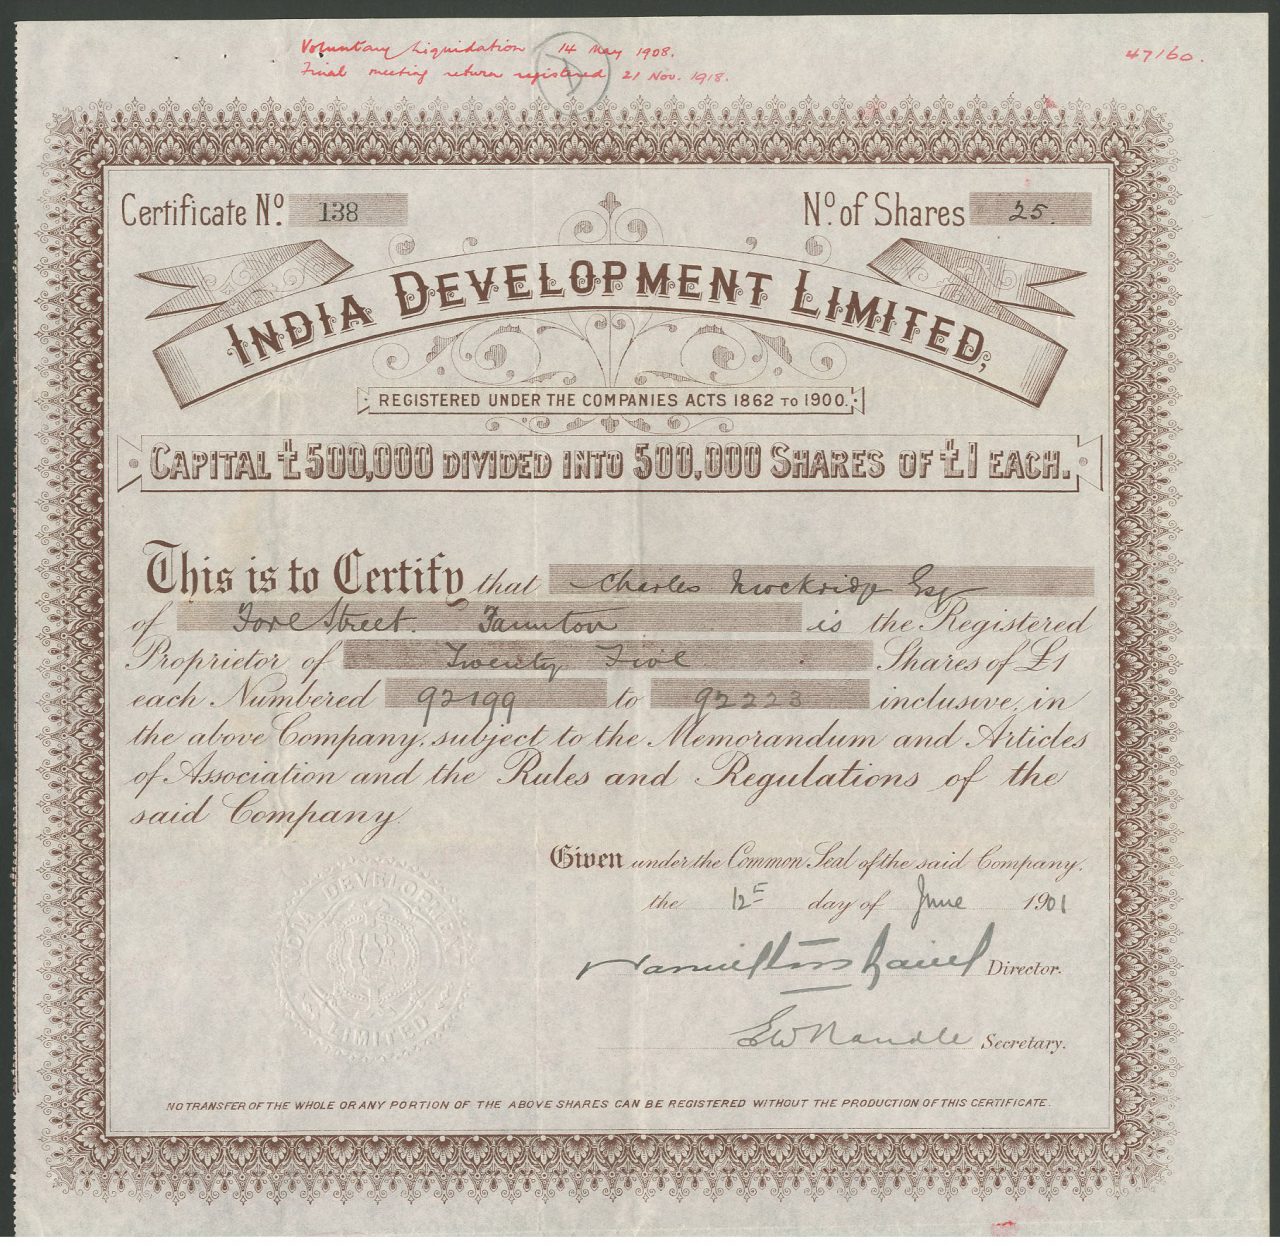 Voluntary Liquidation 14 May 1908.
Final meeting return registered 21 Nov. 1918.
47160.
D
Certificate No. 138
No. of Shares 25.
INDIA DEVELOPMENT LIMITED,
REGISTERED UNDER THE COMPANIES ACTS 1862 TO 1900.
CAPITAL £500,000 DIVIDED INTO 500,000 SHARES OF £1 EACH.
This is to Certify that Charles Mockridge Esq
of Fore Street. Taunton is the Registered
Proprietor of Twenty Five Shares of £1
each Numbered 92199 to 92223 inclusive, in
the above Company, subject to the Memorandum and Articles
of Association and the Rules and Regulations of the
said Company.
Given under the Common Seal of the said Company,
the 12th day of June 1901
Director.
Secretary.
INDIA DEVELOPMENT
LIMITED
NO TRANSFER OF THE WHOLE OR ANY PORTION OF THE ABOVE SHARES CAN BE REGISTERED WITHOUT THE PRODUCTION OF THIS CERTIFICATE.